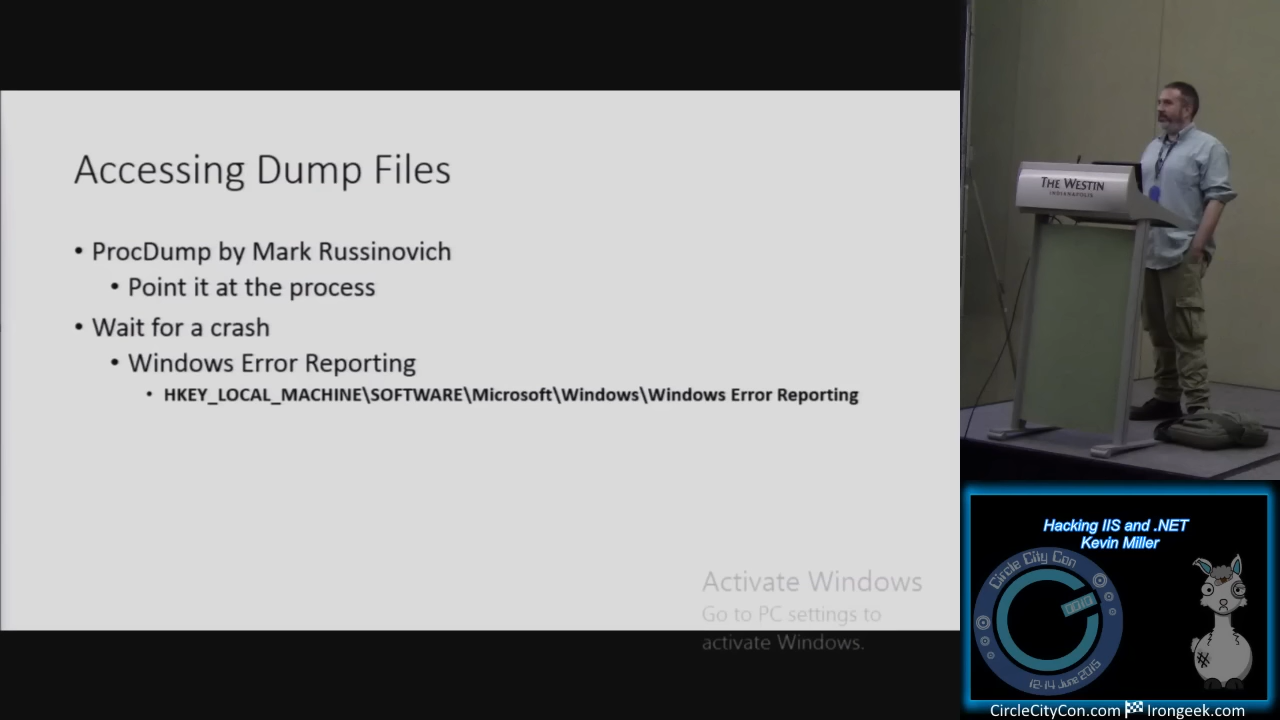 Accessing Dump Files
• ProcDump by Mark Russinovich
• Point it at the process
• Wait for a crash
• Windows Error Reporting
• HKEY_LOCAL_MACHINE\SOFTWARE\Microsoft\Windows\Windows Error Reporting
Activate Windows
Go to PC settings to
activate Windows.
THE WESTIN
INDIANAPOLIS
Hacking IIS and .NET
Kevin Miller
Circle City Con
12-14 June 2015
CircleCityCon.com Irongeek.com